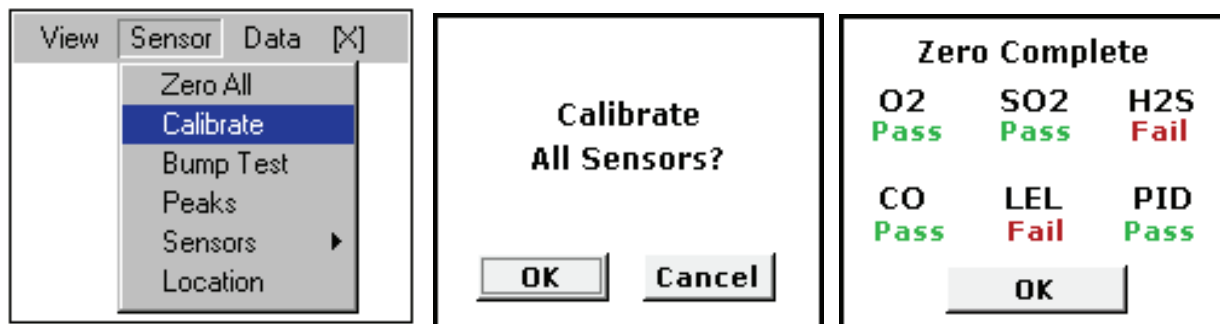 View Sensor Data [X]
Zero All
Calibrate
Bump Test
Peaks
Sensors
Location
Calibrate
All Sensors?
OK Cancel
Zero Complete
O2 SO2 H2S
Pass Pass Fail
CO LEL PID
Pass Fail Pass
OK